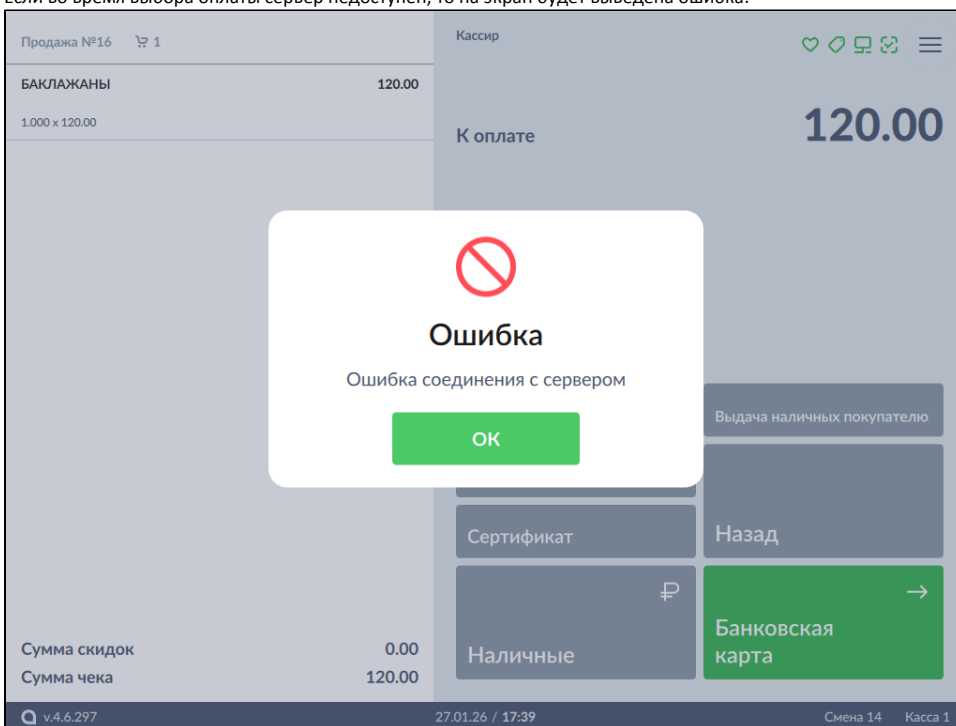 Если во время выбора оплаты сервер недоступен, то на экран будет выведена ошибка:
Продажа №16 1
БАКЛАЖАНЫ 120.00
1.000 x 120.00
Сумма скидок 0.00
Сумма чека 120.00
Кассир
К оплате 120.00
Ошибка
Ошибка соединения с сервером
ОК
Выдача наличных покупателю
Сертификат
Назад
₽
Наличные
→
Банковская
карта
v.4.6.297
27.01.26 / 17:39
Смена 14 Касса 1